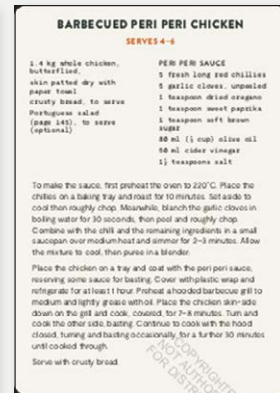 BARBECUED PERI PERI CHICKEN
SERVES 4–6
1.4 kg whole chicken,
butterflied,
skin patted dry with
paper towel
crusty bread, to serve
Portuguese salad
(page 145), to serve
(optional)
PERI PERI SAUCE
5 fresh long red chillies
5 garlic cloves, unpeeled
1 teaspoon dried oregano
1 teaspoon sweet paprika
1 teaspoon soft brown
sugar
80 ml (⅓ cup) olive oil
60 ml cider vinegar
1½ teaspoons salt
To make the sauce, first preheat the oven to 220°C. Place the
chillies on a baking tray and roast for 10 minutes. Set aside to
cool then roughly chop. Meanwhile, blanch the garlic cloves in
boiling water for 30 seconds, then peel and roughly chop.
Combine with the chilli and the remaining ingredients in a small
saucepan over medium heat and simmer for 2–3 minutes. Allow
the mixture to cool, then puree in a blender.
Place the chicken on a tray and coat with the peri peri sauce,
reserving some sauce for basting. Cover with plastic wrap and
refrigerate for at least 1 hour. Preheat a hooded barbecue grill to
medium and lightly grease with oil. Place the chicken skin-side
down on the grill and cook, covered, for 7–8 minutes. Turn and
cook the other side, basting. Continue to cook with the hood
closed, turning and basting occasionally, for a further 30 minutes
until cooked through.
Serve with crusty bread.
COPYRIGHTED
NOT AUTHOR
FOR DISTR